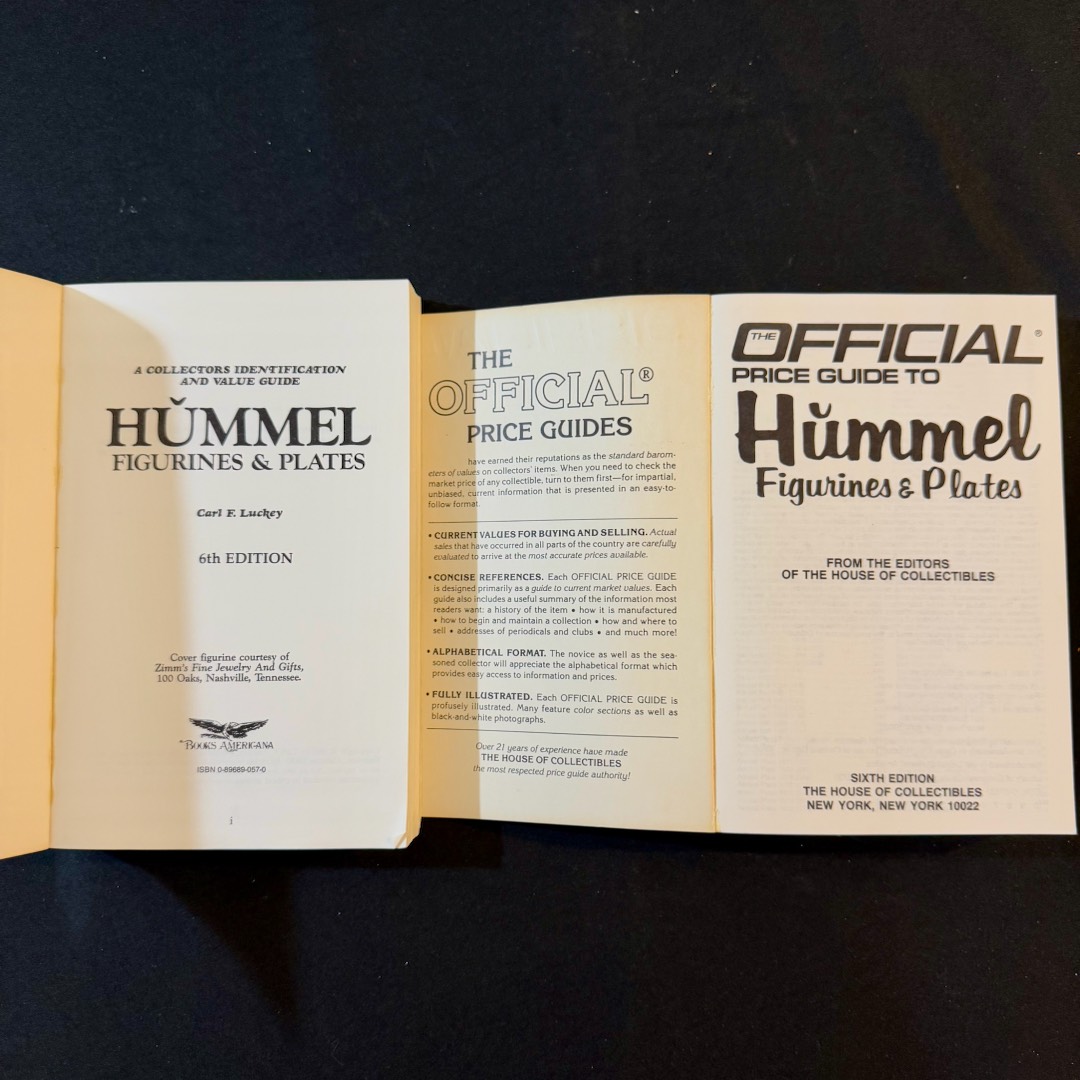 A COLLECTORS IDENTIFICATION
AND VALUE GUIDE
HŬMMEL
FIGURINES & PLATES
Carl F. Luckey
6th EDITION
Cover figurine courtesy of
Zimm's Fine Jewelry And Gifts,
100 Oaks, Nashville, Tennessee.
BOOKS AMERICANA
ISBN 0-89689-057-0
i
THE
OFFICIAL®
PRICE GUIDES
have earned their reputations as the standard barom-
eters of values on collectors' items. When you need to check the
market price of any collectible, turn to them first—for impartial,
unbiased, current information that is presented in an easy-to-
follow format.
• CURRENT VALUES FOR BUYING AND SELLING. Actual
sales that have occurred in all parts of the country are carefully
evaluated to arrive at the most accurate prices available.
• CONCISE REFERENCES. Each OFFICIAL PRICE GUIDE
is designed primarily as a guide to current market values. Each
guide also includes a useful summary of the information most
readers want: a history of the item • how it is manufactured
• how to begin and maintain a collection • how and where to
sell • addresses of periodicals and clubs • and much more!
• ALPHABETICAL FORMAT. The novice as well as the sea-
soned collector will appreciate the alphabetical format which
provides easy access to information and prices.
• FULLY ILLUSTRATED. Each OFFICIAL PRICE GUIDE is
profusely illustrated. Many feature color sections as well as
black-and-white photographs.
Over 21 years of experience have made
THE HOUSE OF COLLECTIBLES
the most respected price guide authority!
THE OFFICIAL®
PRICE GUIDE TO
Hŭmmel
Figurines & Plates
FROM THE EDITORS
OF THE HOUSE OF COLLECTIBLES
SIXTH EDITION
THE HOUSE OF COLLECTIBLES
NEW YORK, NEW YORK 10022